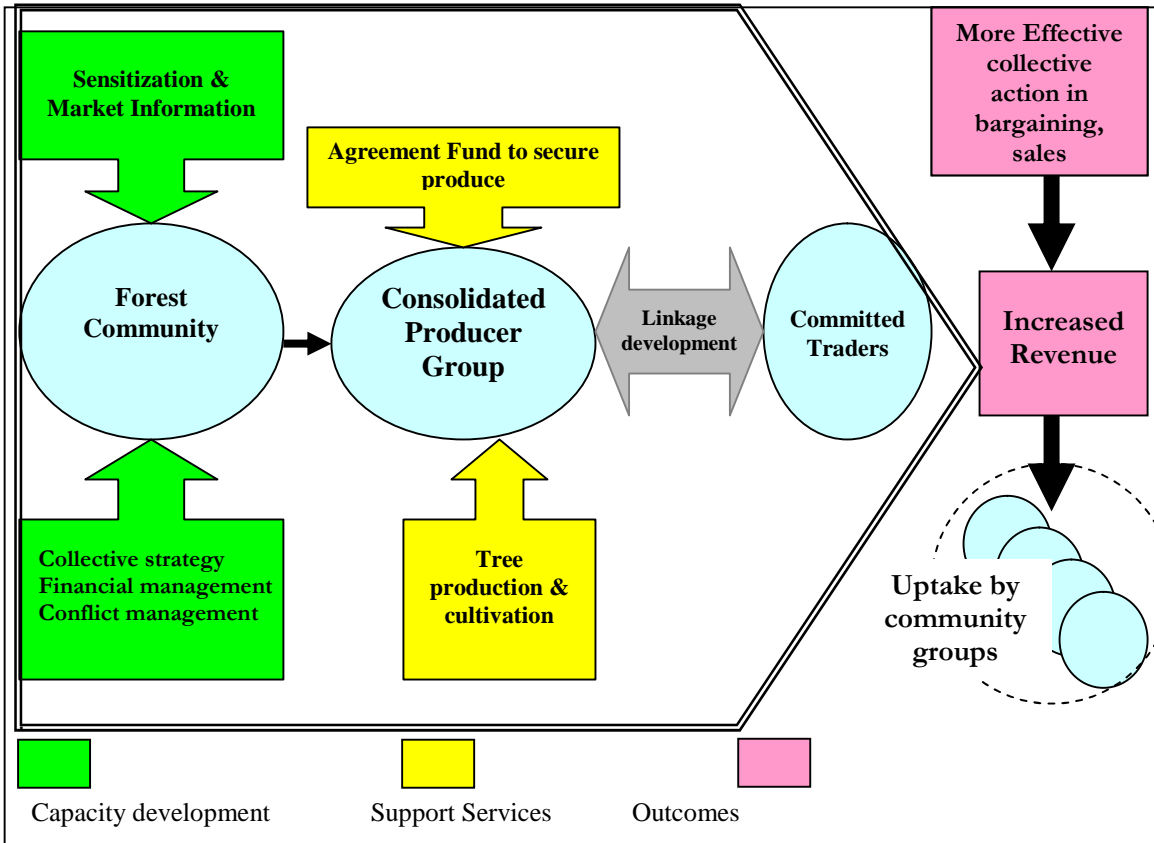 Sensitization &
Market Information
Agreement Fund to secure
produce
More Effective
collective
action in
bargaining,
sales
Forest
Community
Consolidated
Producer
Group
Linkage
development
Committed
Traders
Increased
Revenue
Collective strategy
Financial management
Conflict management
Tree
production &
cultivation
Uptake by
community
groups
Capacity development
Support Services
Outcomes